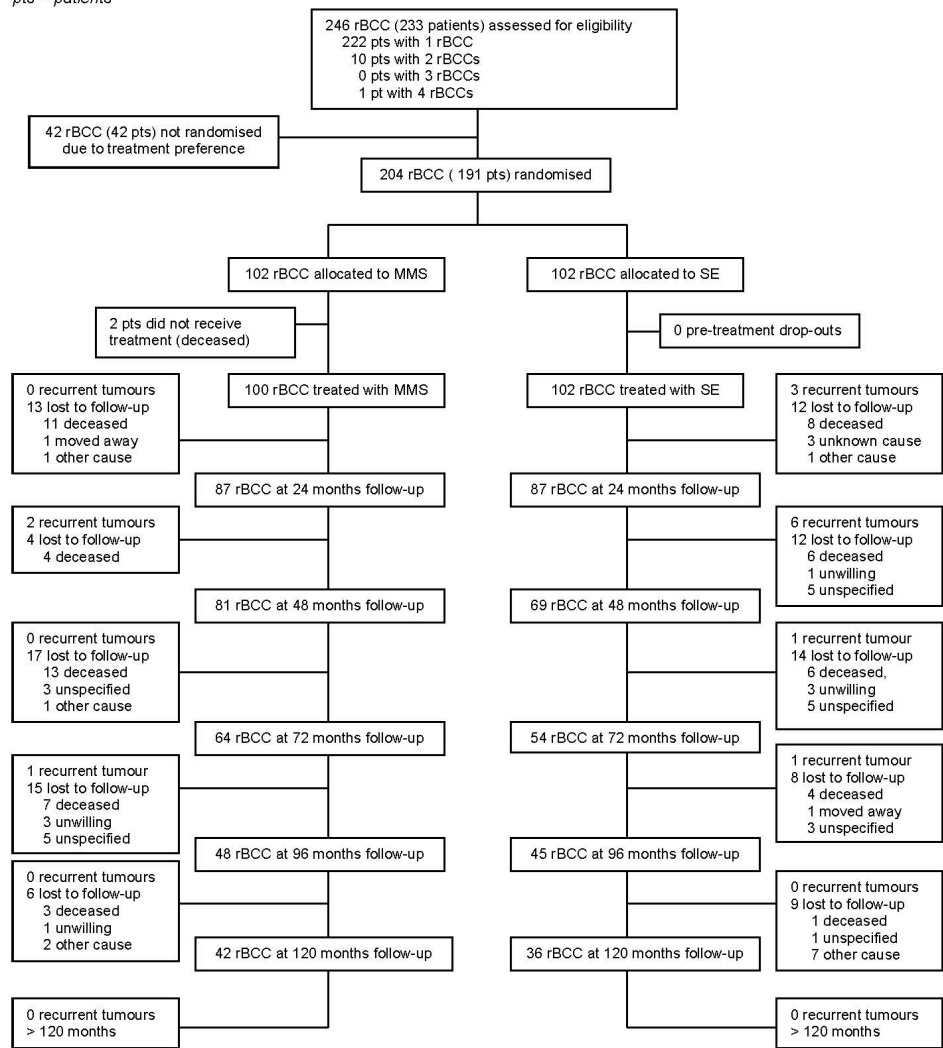 pts = patients
246 rBCC (233 patients) assessed for eligibility
222 pts with 1 rBCC
10 pts with 2 rBCCs
0 pts with 3 rBCCs
1 pt with 4 rBCCs
42 rBCC (42 pts) not randomised
due to treatment preference
204 rBCC ( 191 pts) randomised
102 rBCC allocated to MMS
102 rBCC allocated to SE
2 pts did not receive
treatment (deceased)
0 pre-treatment drop-outs
0 recurrent tumours
13 lost to follow-up
11 deceased
1 moved away
1 other cause
100 rBCC treated with MMS
102 rBCC treated with SE
3 recurrent tumours
12 lost to follow-up
8 deceased
3 unknown cause
1 other cause
87 rBCC at 24 months follow-up
87 rBCC at 24 months follow-up
2 recurrent tumours
4 lost to follow-up
4 deceased
6 recurrent tumours
12 lost to follow-up
6 deceased
1 unwilling
5 unspecified
81 rBCC at 48 months follow-up
69 rBCC at 48 months follow-up
0 recurrent tumours
17 lost to follow-up
13 deceased
3 unspecified
1 other cause
1 recurrent tumour
14 lost to follow-up
6 deceased,
3 unwilling
5 unspecified
64 rBCC at 72 months follow-up
54 rBCC at 72 months follow-up
1 recurrent tumour
15 lost to follow-up
7 deceased
3 unwilling
5 unspecified
1 recurrent tumour
8 lost to follow-up
4 deceased
1 moved away
3 unspecified
48 rBCC at 96 months follow-up
45 rBCC at 96 months follow-up
0 recurrent tumours
6 lost to follow-up
3 deceased
1 unwilling
2 other cause
0 recurrent tumours
9 lost to follow-up
1 deceased
1 unspecified
7 other cause
42 rBCC at 120 months follow-up
36 rBCC at 120 months follow-up
0 recurrent tumours
> 120 months
0 recurrent tumours
> 120 months